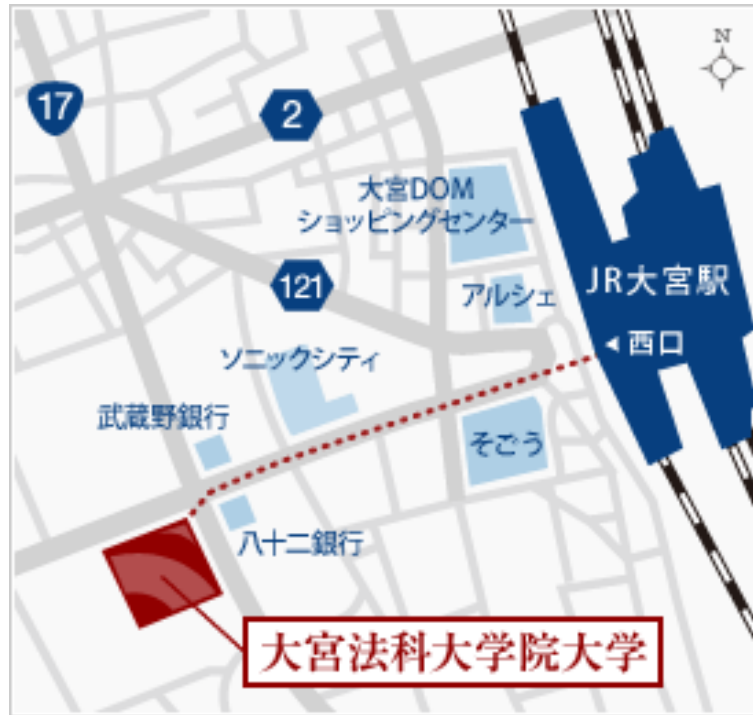 N
17
2
大宮DOM
ショッピングセンター
アルシェ
JR大宮駅
121
西口
ソニックシティ
武蔵野銀行
そごう
八十二銀行
大宮法科大学院大学